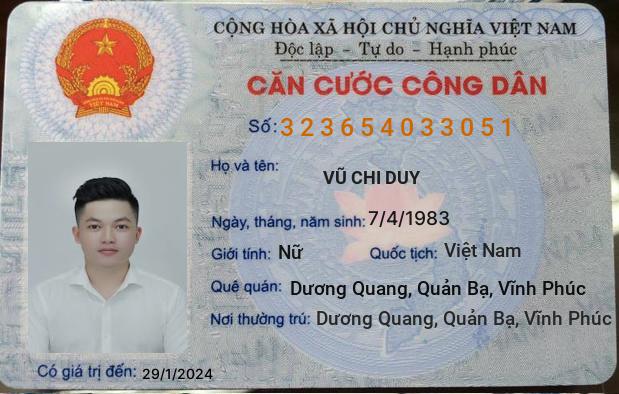 CỘNG HÒA XÃ HỘI CHỦ NGHĨA VIỆT NAM
Độc lập - Tự do - Hạnh phúc
CĂN CƯỚC CÔNG DÂN
Số: 323654033051
Họ và tên:
VŨ CHI DUY
Ngày, tháng, năm sinh: 7/4/1983
Giới tính: Nữ Quốc tịch: Việt Nam
Quê quán: Dương Quang, Quản Bạ, Vĩnh Phúc
Nơi thường trú: Dương Quang, Quản Bạ, Vĩnh Phúc
Có giá trị đến: 29/1/2024
VIỆT NAM